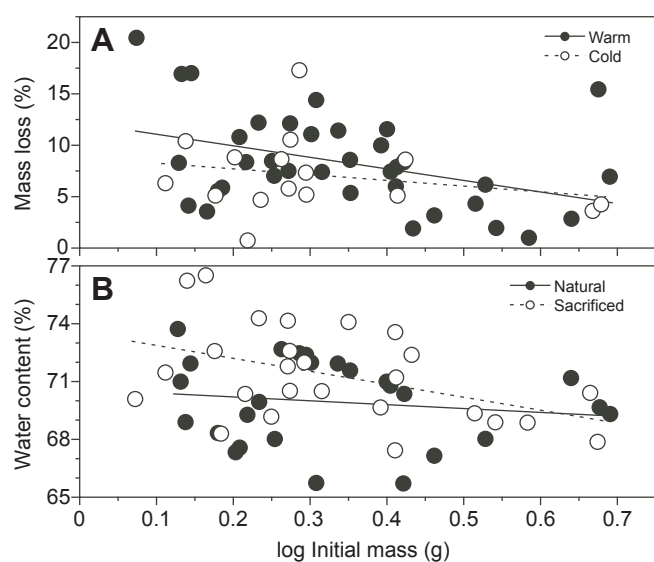 A
Warm
Cold
Mass loss (%)
20
15
10
5
0
B
Natural
Sacrificed
Water content (%)
77
74
71
68
65
0 0.1 0.2 0.3 0.4 0.5 0.6 0.7
log Initial mass (g)